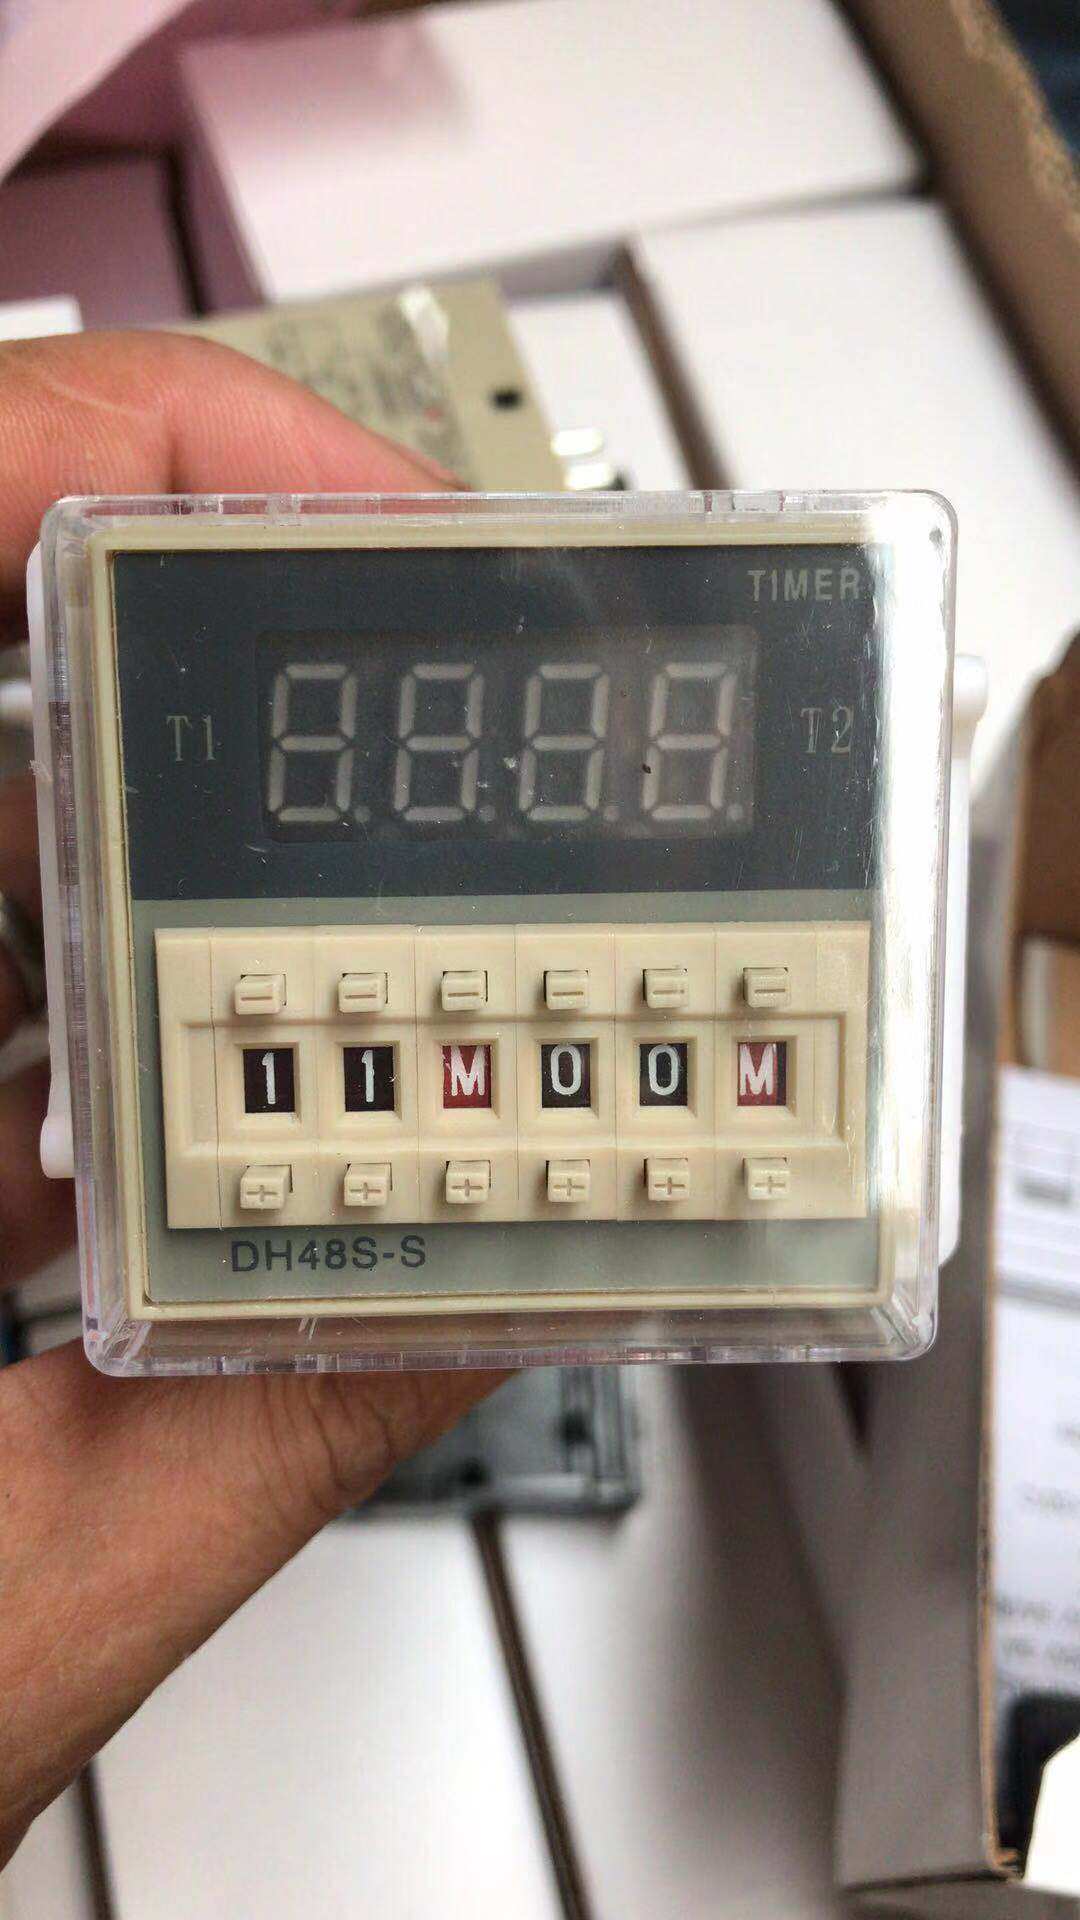 TIMER
T1 T2
- - - - - -
1 1 M 0 0 M
+ + + + + +
DH48S-S